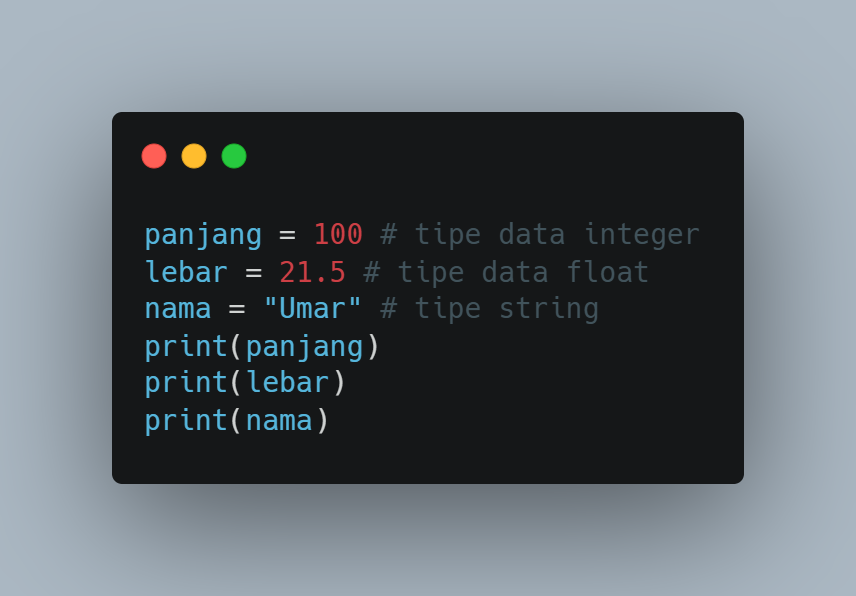 panjang = 100 # tipe data integer
lebar = 21.5 # tipe data float
nama = "Umar" # tipe string
print(panjang)
print(lebar)
print(nama)